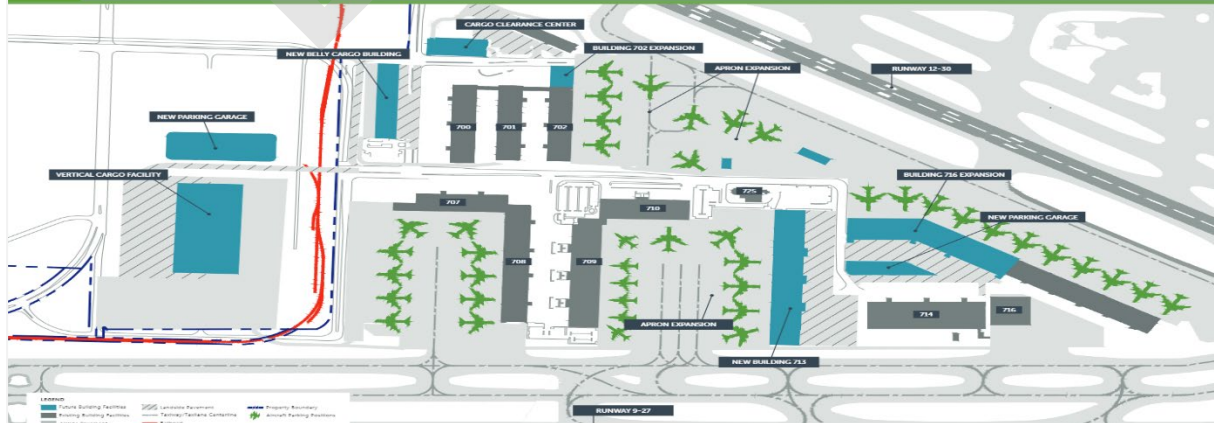 CARGO CLEARANCE CENTER
NEW BELLY CARGO BUILDING
BUILDING 702 EXPANSION
APRON EXPANSION
RUNWAY 12-30
NEW PARKING GARAGE
700
701
702
VERTICAL CARGO FACILITY
BUILDING 716 EXPANSION
725
707
710
NEW PARKING GARAGE
708
709
714
716
APRON EXPANSION
NEW BUILDING 713
RUNWAY 9-27
LEGEND
Future Building Facilities
Landside Pavement
Property Boundary
Existing Building Facilities
Taxiway/Taxilane Centerline
Aircraft Parking Positions